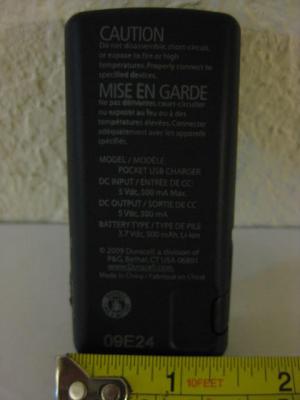 CAUTION
Do not disassemble, short-circuit,
or expose to fire or high
temperatures. Properly connect to
specified devices.
MISE EN GARDE
Ne pas court-circuiter
ou exposer au feu ou à des
températures élevées. Connecter
adéquatement avec les appareils
spécifiés.
MODEL / MODÈLE
POCKET USB CHARGER
DC INPUT / ENTRÉE DE CC:
5 Vdc, 500 mA Max.
DC OUTPUT / SORTIE DE CC
5 Vdc, 500 mA
BATTERY TYPE / TYPE DE PILE
3.7 Vdc, 500 mAh, Li-ion
© 2009 Duracell, a division of
P&G, Bethel, CT USA 06801
www.Duracell.com
Made in China • Fabriqué en Chine
09E24
1 10FEET 2